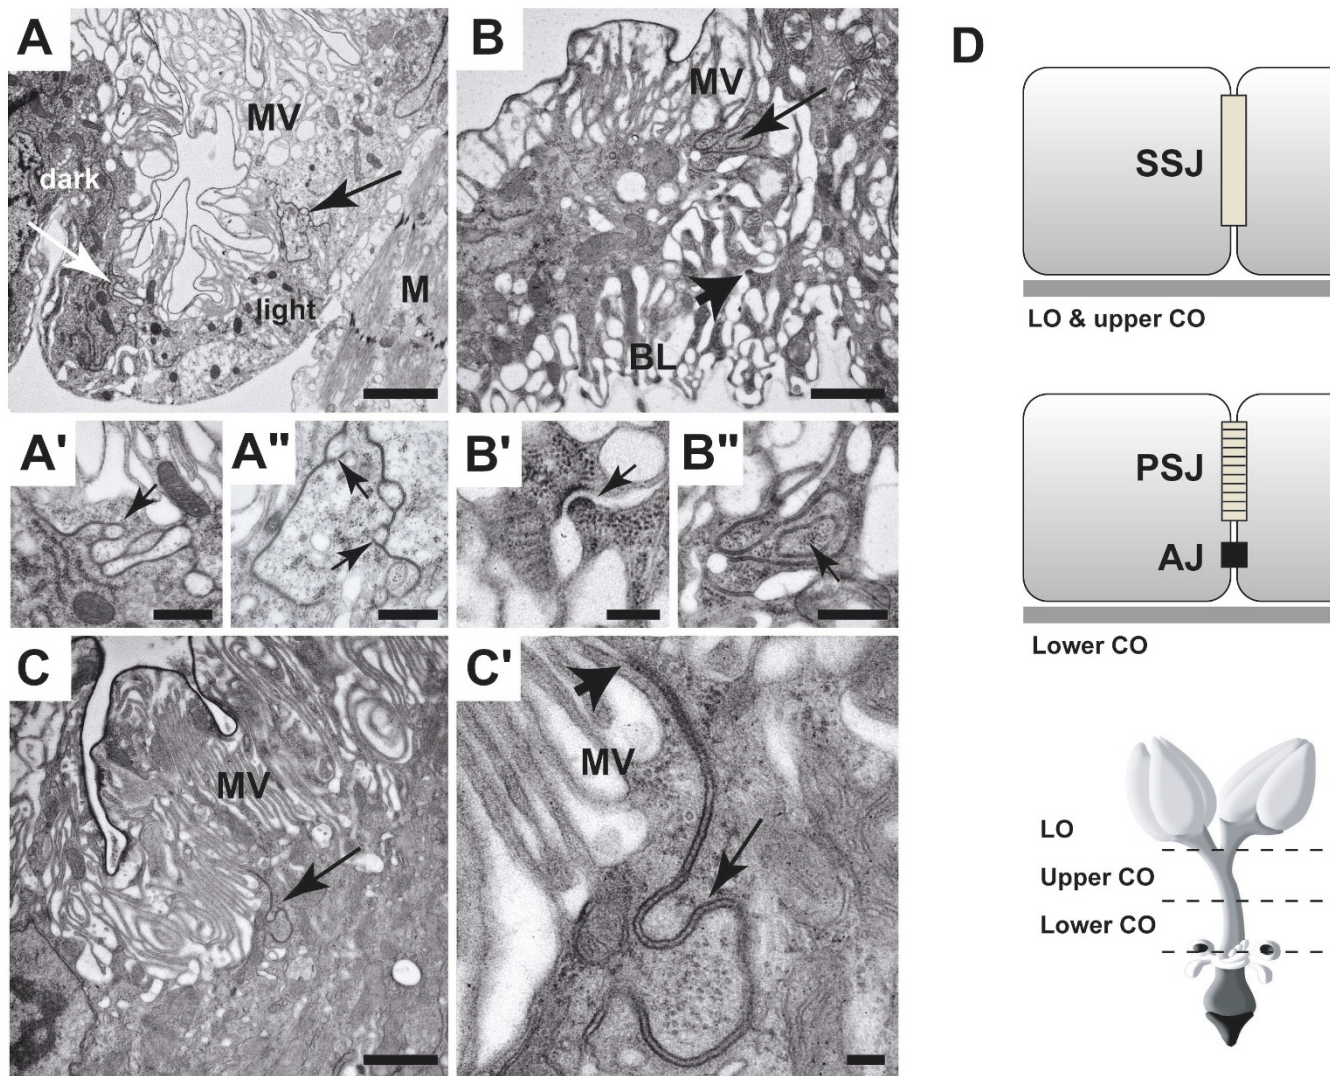 A
MV
dark
light
M
B
MV
BL
A'
A"
B'
B"
C
MV
C'
MV
D
SSJ
LO & upper CO
PSJ
AJ
Lower CO
LO
Upper CO
Lower CO